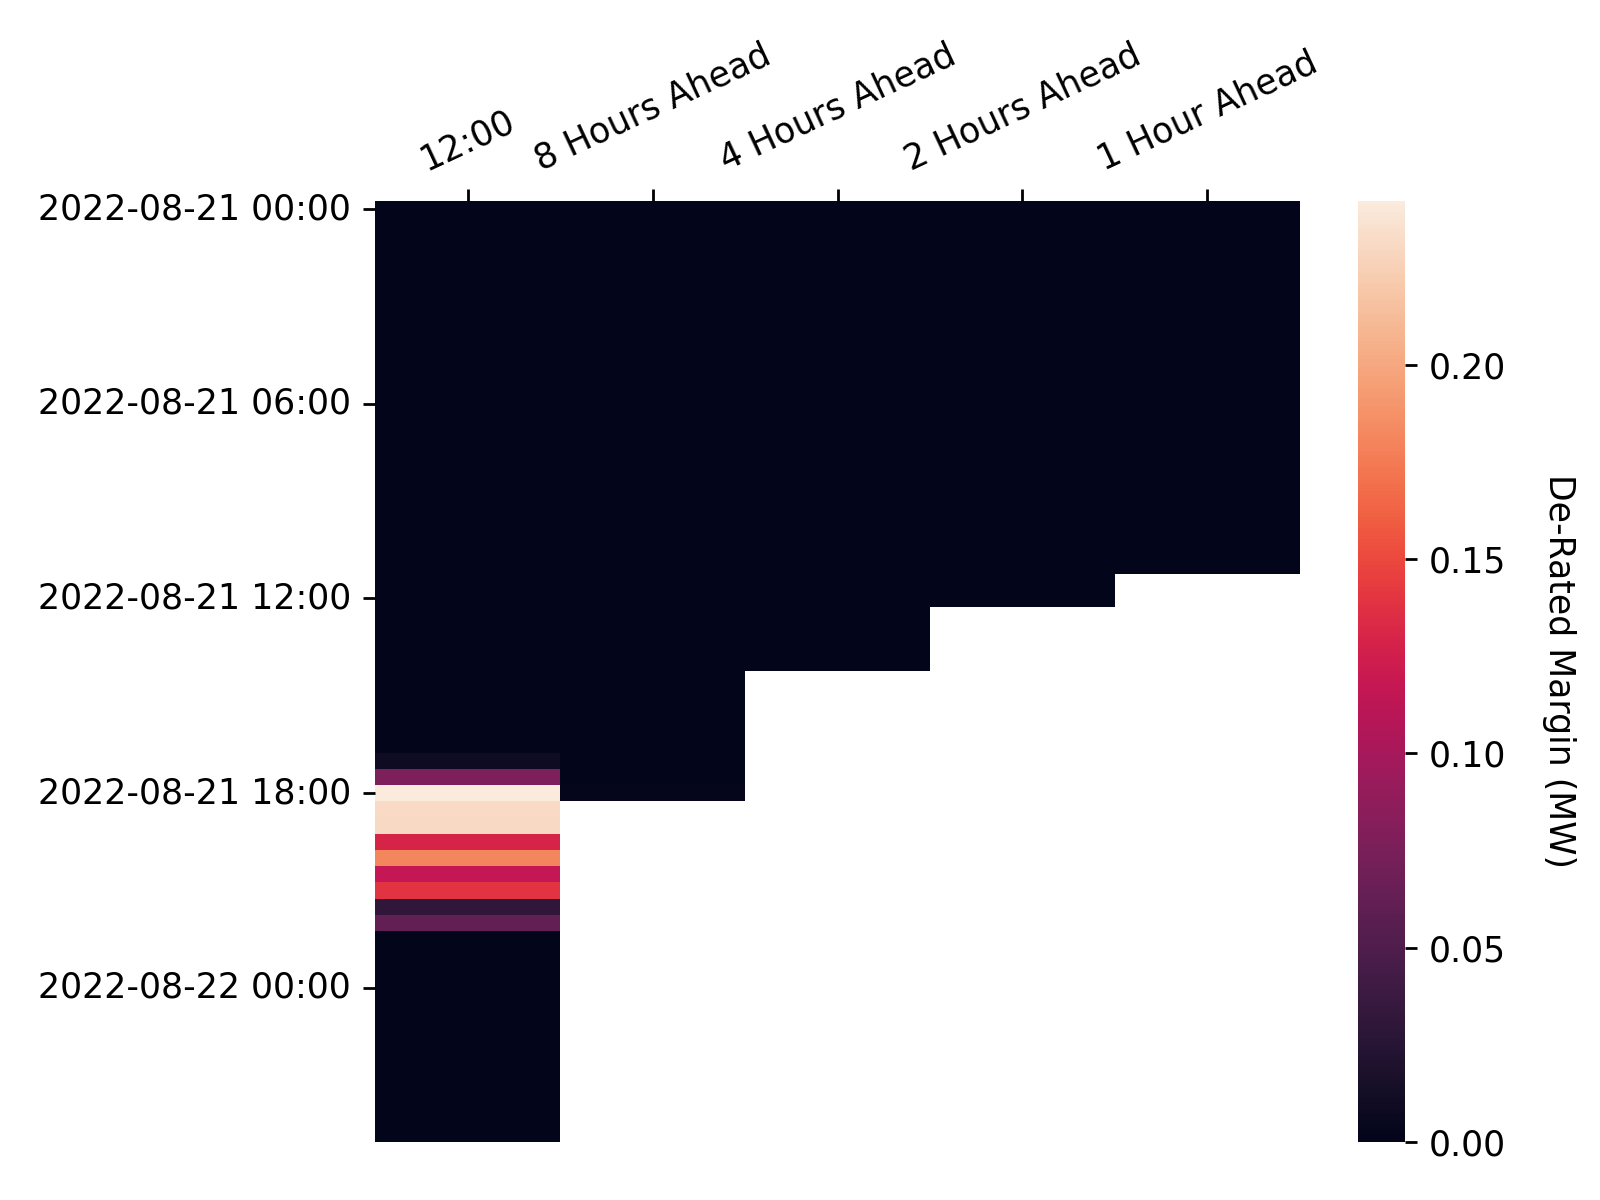 12:00
8 Hours Ahead
4 Hours Ahead
2 Hours Ahead
1 Hour Ahead
2022-08-21 00:00
2022-08-21 06:00
2022-08-21 12:00
2022-08-21 18:00
2022-08-22 00:00
0.20
0.15
0.10
0.05
0.00
De-Rated Margin (MW)